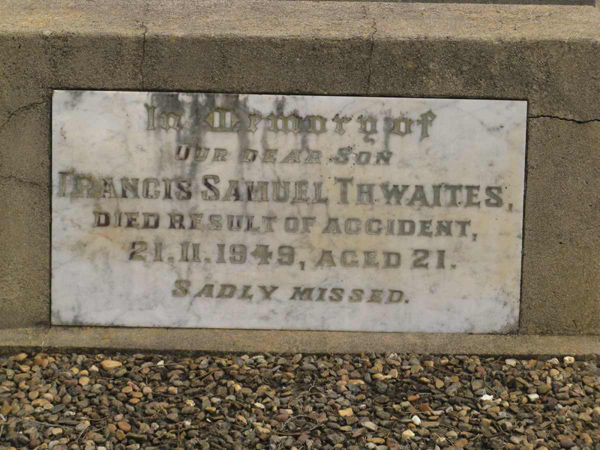 In Memory of
OUR DEAR SON
FRANCIS SAMUEL THWAITES,
DIED RESULT OF ACCIDENT,
21.11.1949, AGED 21.
SADLY MISSED.